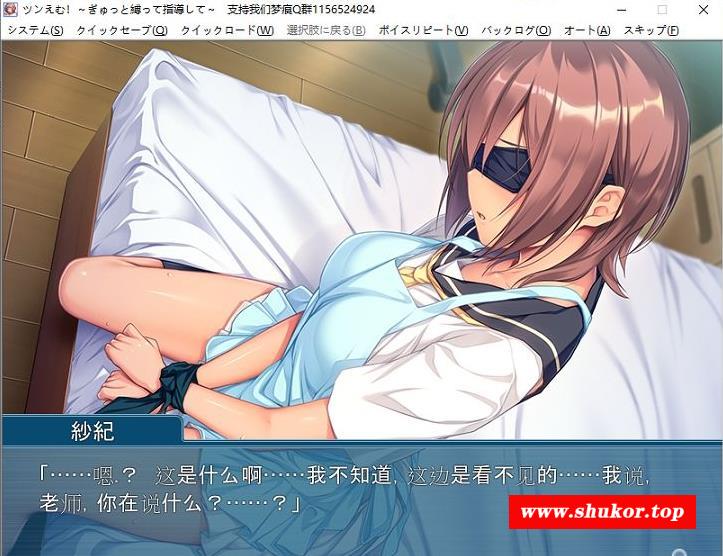 ツンえむ！ ～ぎゅっと縛って指導して～　支持我们梦痕Q群1156524924
システム(S)　クイックセーブ(Q)　クイックロード(W)　選択肢に戻る(B)　ボイスリピート(V)　バックログ(O)　オート(A)　スキップ(F)
紗紀
「……嗯.？　这是什么啊……我不知道, 这边是看不见的……我说,
老师, 你在说什么？……？」
www.shukor.top